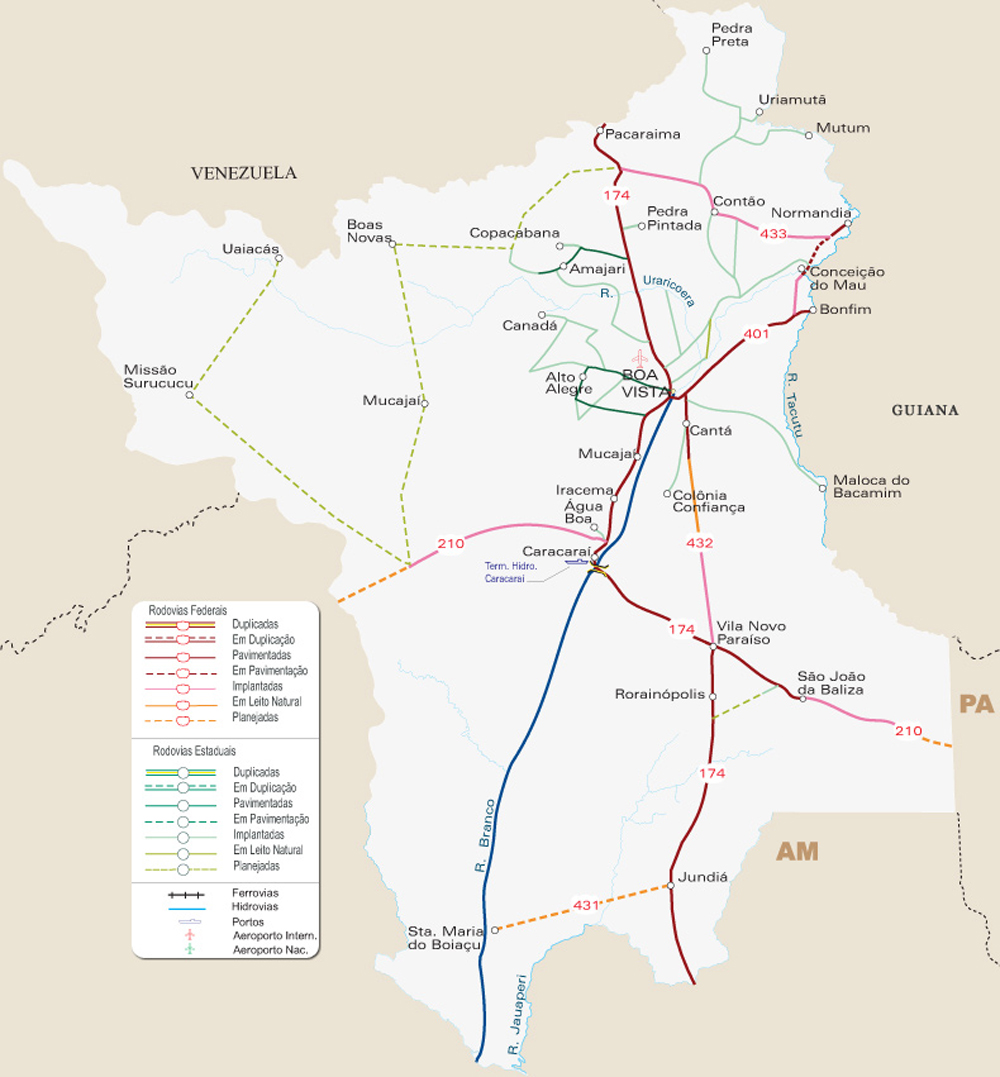 Pedra
Preta
Uriamutã
Mutum
Pacaraima
VENEZUELA
174
Contão
Pedra
Pintada
Normandia
433
Boas
Novas
Copacabana
Uaiacás
Amajari
Conceição
do Mau
R.
Uraricoera
Bonfim
Canadá
401
Missão
Surucucu
Alto
Alegre
BOA
VISTA
Mucajaí
R. Tacutu
GUIANA
Cantá
Mucajaí
Maloca do
Bacamim
Iracema
Colônia
Confiança
Água
Boa
210
432
Caracaraí
Term. Hidro.
Caracarai
174
Vila Novo
Paraíso
São João
da Baliza
Rorainópolis
PA
210
174
R. Branco
AM
Jundiá
431
Sta. Maria
do Boiaçu
R. Jauaperi
Rodovias Federais
Duplicadas
Em Duplicação
Pavimentadas
Em Pavimentação
Implantadas
Em Leito Natural
Planejadas
Rodovias Estaduais
Duplicadas
Em Duplicação
Pavimentadas
Em Pavimentação
Implantadas
Em Leito Natural
Planejadas
Ferrovias
Hidrovias
Portos
Aeroporto Intern.
Aeroporto Nac.